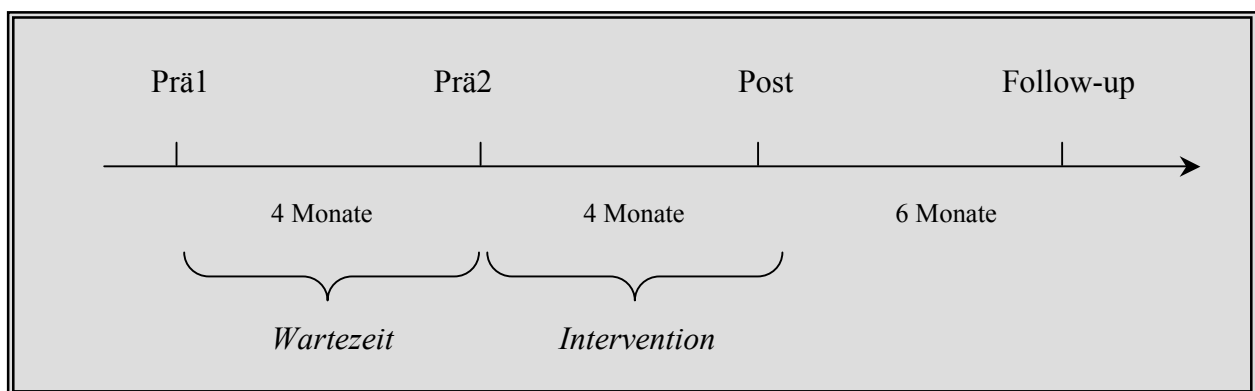 Prä1 Prä2 Post Follow-up
4 Monate 4 Monate 6 Monate
Wartezeit Intervention